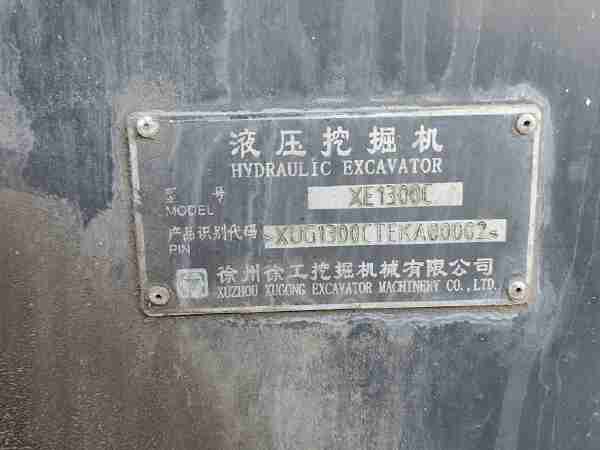 液压挖掘机
HYDRAULIC EXCAVATOR
型 号 XE1300C
MODEL
产品识别代码 *XUG1300CTEKA00002*
PIN
徐州徐工挖掘机械有限公司
XUZHOU XUGONG EXCAVATOR MACHINERY CO.,LTD.